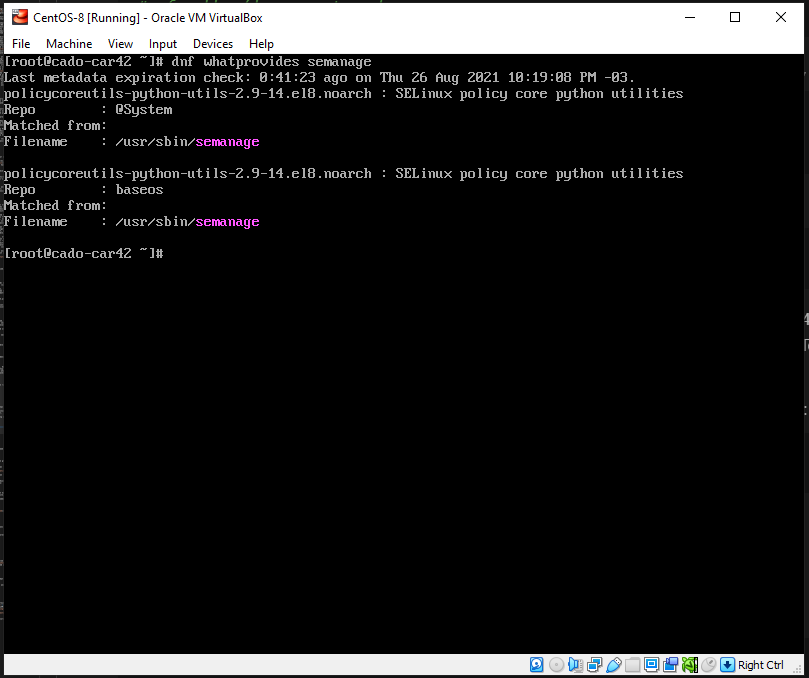 CentOS-8 [Running] - Oracle VM VirtualBox
File Machine View Input Devices Help
[root@cado-car42 ~]# dnf whatprovides semanage
Last metadata expiration check: 0:41:23 ago on Thu 26 Aug 2021 10:19:08 PM -03.
policycoreutils-python-utils-2.9-14.el8.noarch : SELinux policy core python utilities
Repo        : @System
Matched from:
Filename    : /usr/sbin/semanage
policycoreutils-python-utils-2.9-14.el8.noarch : SELinux policy core python utilities
Repo        : baseos
Matched from:
Filename    : /usr/sbin/semanage
[root@cado-car42 ~]#
Right Ctrl